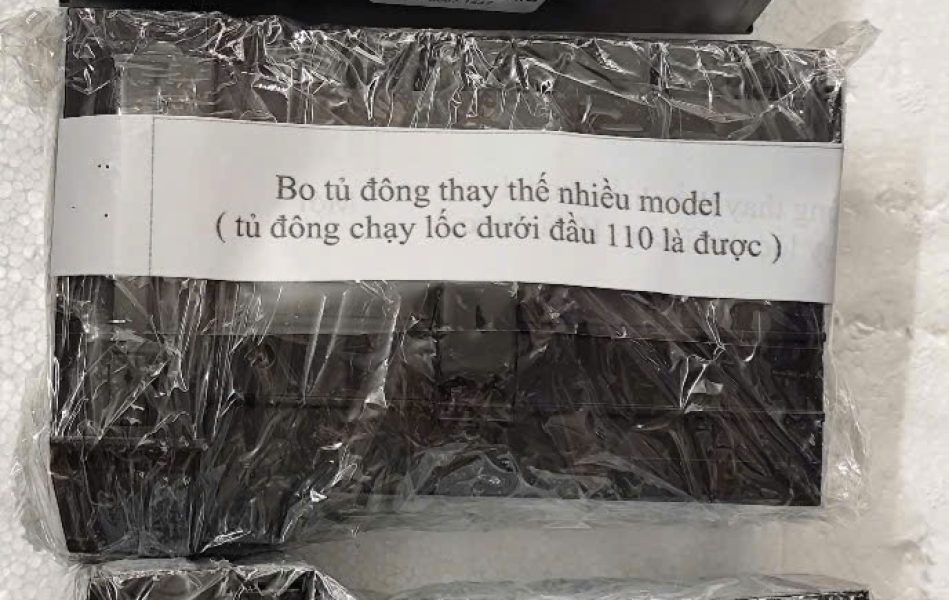 Bo tủ đông thay thế nhiều model
( tủ đông chạy lốc dưới đầu 110 là được )